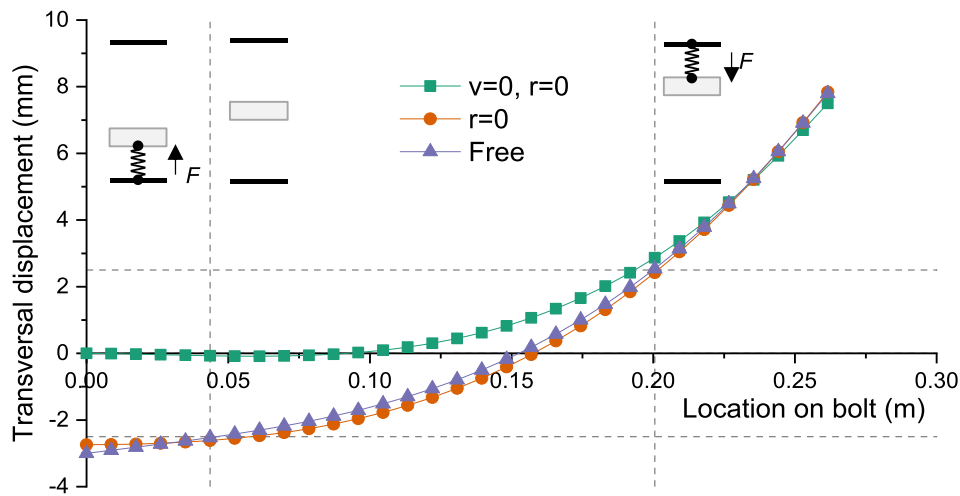 10
8
6
4
2
0
-2
-4
Transversal displacement (mm)
F
v=0, r=0
r=0
Free
F
0.00
0.05
0.10
0.15
0.20
0.25
0.30
Location on bolt (m)